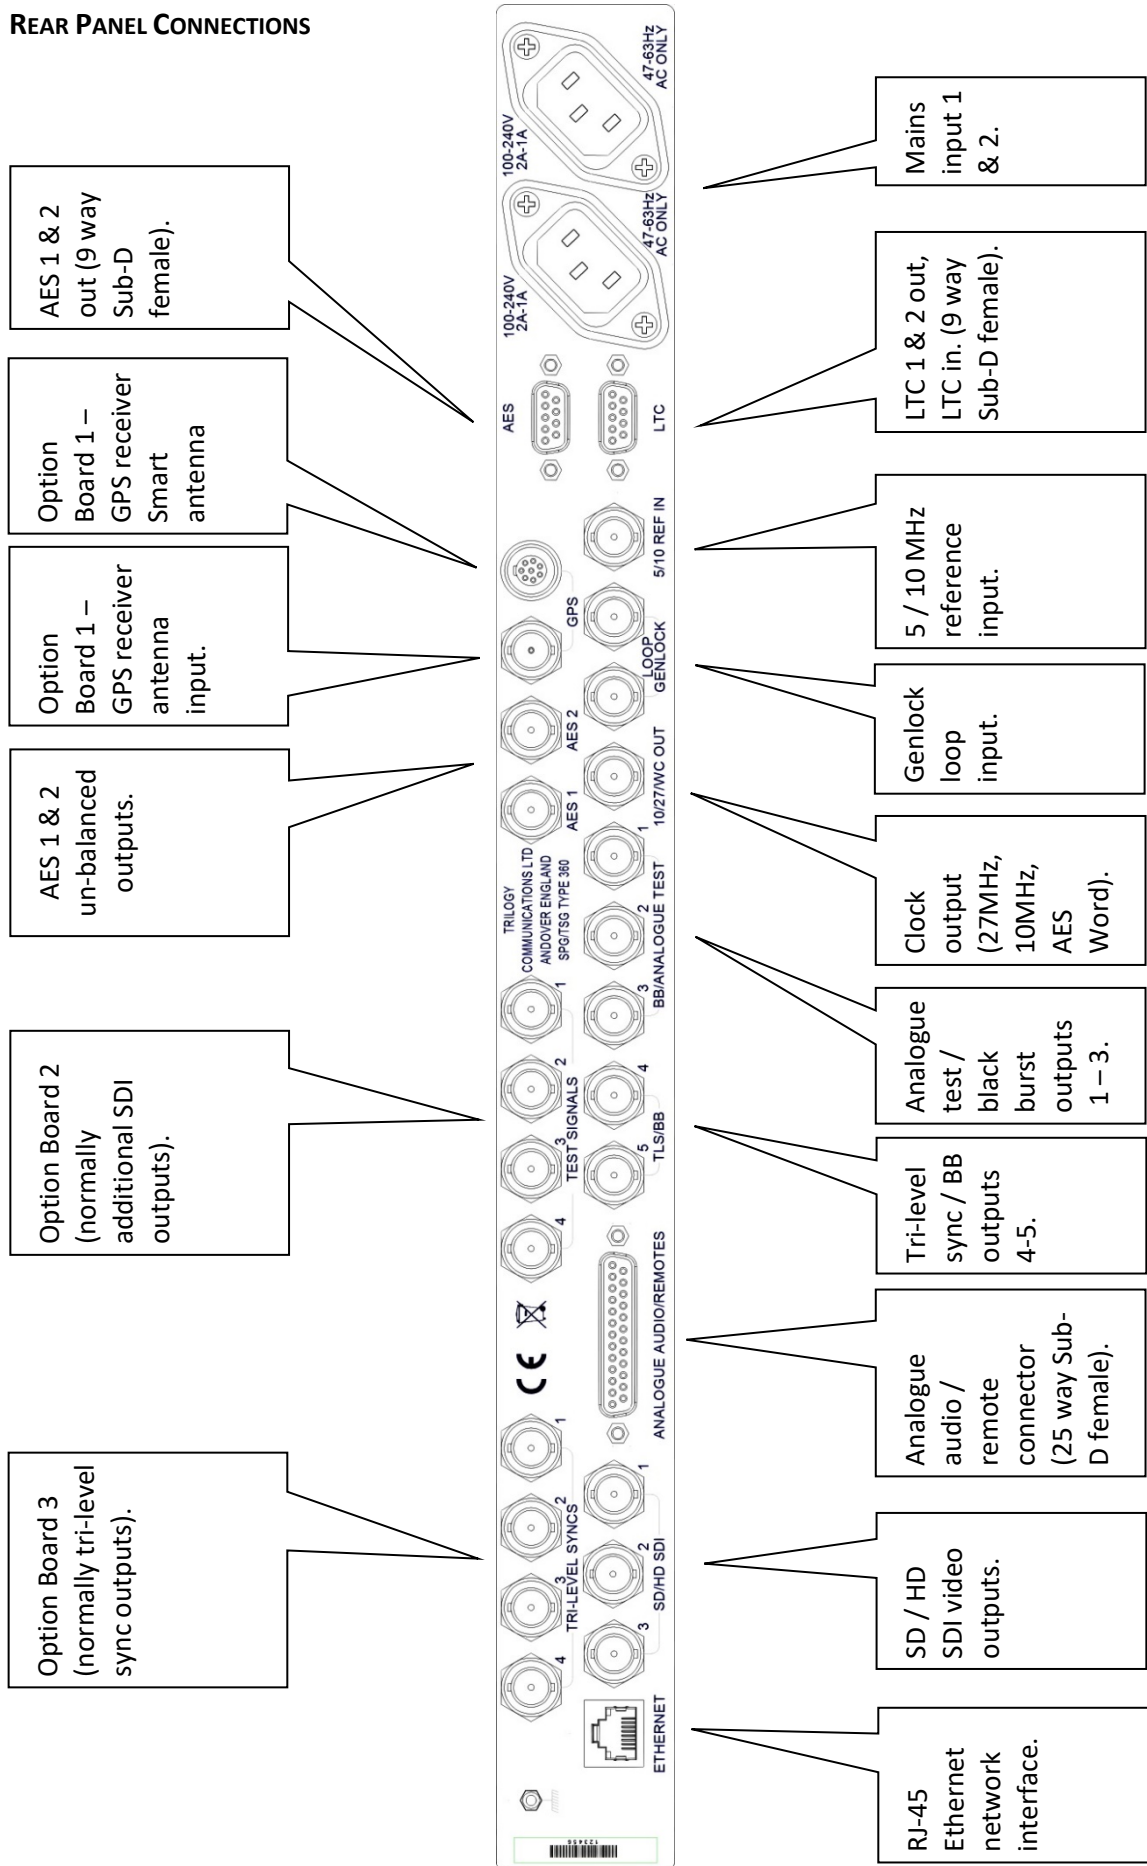 REAR PANEL CONNECTIONS
Option Board 3
(normally tri-level
sync outputs).
Option Board 2
(normally
additional SDI
outputs).
AES 1 & 2
un-balanced
outputs.
Option
Board 1 –
GPS receiver
antenna
input.
Option
Board 1 –
GPS receiver
Smart
antenna
AES 1 & 2
out (9 way
Sub-D
female).
123456
4
3
2
1
TRI-LEVEL SYNCS
CE
4
3
2
1
TEST SIGNALS
TRILOGY
COMMUNICATIONS LTD
ANDOVER ENGLAND
SPG/TSG TYPE 360
AES 1
AES 2
GPS
AES
100-240V
2A-1A
100-240V
2A-1A
ETHERNET
3
2
1
SD/HD SDI
ANALOGUE AUDIO/REMOTES
5
4
TLS/BB
3
2
1
BB/ANALOGUE TEST
10/27/WC OUT
LOOP
GENLOCK
5/10 REF IN
LTC
47-63Hz
AC ONLY
47-63Hz
AC ONLY
RJ-45
Ethernet
network
interface.
SD / HD
SDI video
outputs.
Analogue
audio /
remote
connector
(25 way Sub-
D female).
Tri-level
sync / BB
outputs
4-5.
Analogue
test /
black
burst
outputs
1 – 3.
Clock
output
(27MHz,
10MHz,
AES
Word).
Genlock
loop
input.
5 / 10 MHz
reference
input.
LTC 1 & 2 out,
LTC in. (9 way
Sub-D female).
Mains
input 1
& 2.